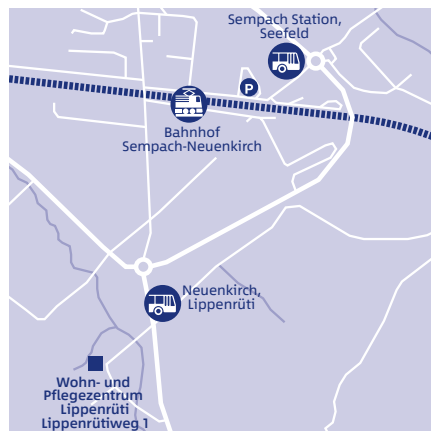 Sempach Station,
Seefeld
P
Bahnhof
Sempach-Neuenkirch
Neuenkirch,
Lippenrüti
Wohn- und
Pflegezentrum
Lippenrüti
Lippenrütiweg 1